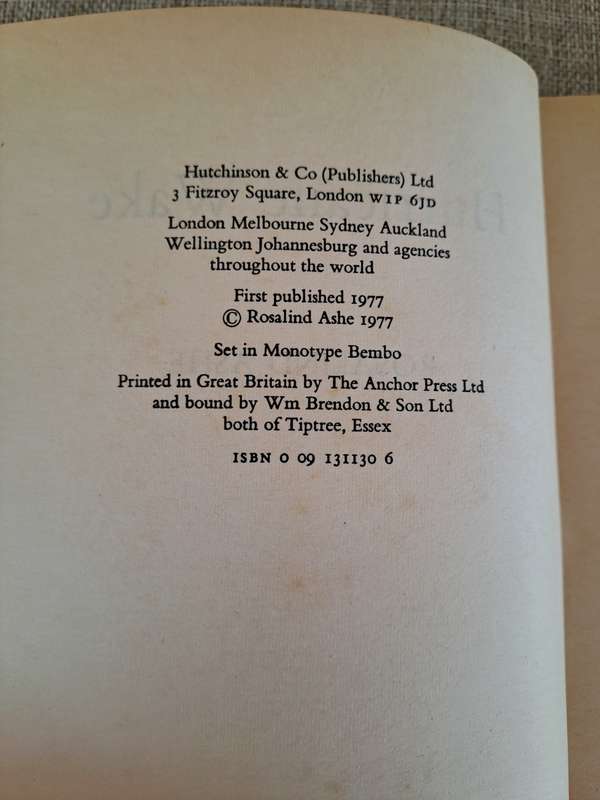 Hutchinson & Co (Publishers) Ltd
3 Fitzroy Square, London W1P 6JD
London Melbourne Sydney Auckland
Wellington Johannesburg and agencies
throughout the world
First published 1977
© Rosalind Ashe 1977
Set in Monotype Bembo
Printed in Great Britain by The Anchor Press Ltd
and bound by Wm Brendon & Son Ltd
both of Tiptree, Essex
ISBN 0 09 131130 6